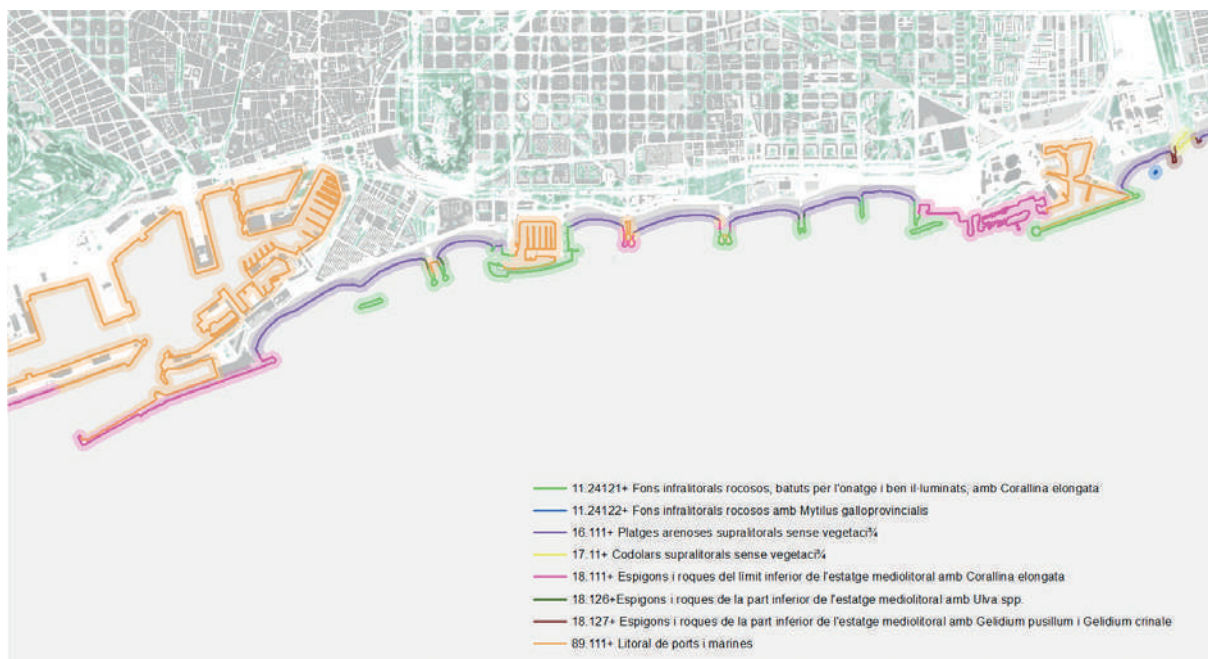 11.24121+ Fons infralitorals rocosos, batuts per l'onatge i ben il·luminats, amb Corallina elongata
11.24122+ Fons infralitorals rocosos amb Mytilus galloprovincialis
16.111+ Platges arenoses supralitorals sense vegetaci¾
17.11+ Codolars supralitorals sense vegetaci¾
18.111+ Espigons i roques del límit inferior de l'estatge mediolitoral amb Corallina elongata
18.126+Espigons i roques de la part inferior de l'estatge mediolitoral amb Ulva spp.
18.127+ Espigons i roques de la part inferior de l'estatge mediolitoral amb Gelidium pusillum i Gelidium crinale
89.111+ Litoral de ports i marines